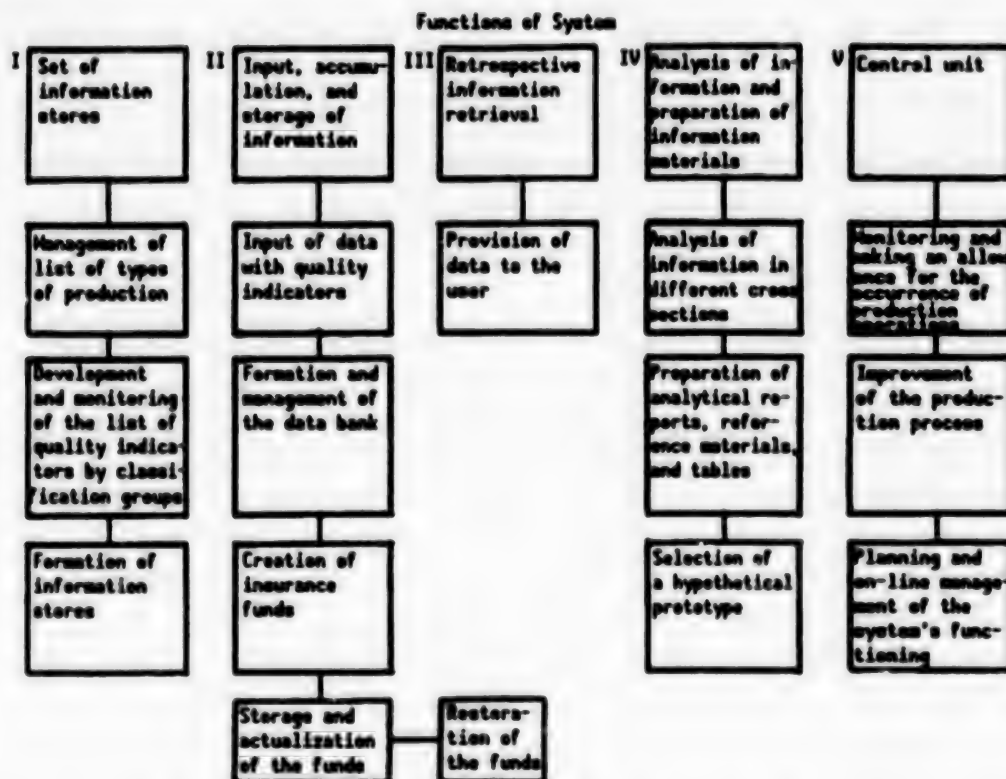 Functions of System
I
Set of
information
stores
Management of
list of types
of production
Development
and monitoring
of the list of
quality indica-
tors by classi-
fication groups
Formation of
information
stores
II
Input, accumu-
lation, and
storage of
information
Input of data
with quality
indicators
Formation and
management of
the data bank
Creation of
insurance
funds
Storage and
actualization
of the funds
Restora-
tion of
the funds
III
Retrospective
information
retrieval
Provision of
data to the
user
IV
Analysis of in-
formation and
preparation of
information
materials
Analysis of
information in
different cross
sections
Preparation of
analytical re-
ports, refer-
ence materials,
and tables
Selection of
a hypothetical
prototype
V
Control unit
Monitoring and
making an allow-
ance for the
occurrence of
production
operations
Improvement
of the produc-
tion process
Planning and
on-line manage-
ment of the
system's func-
tioning